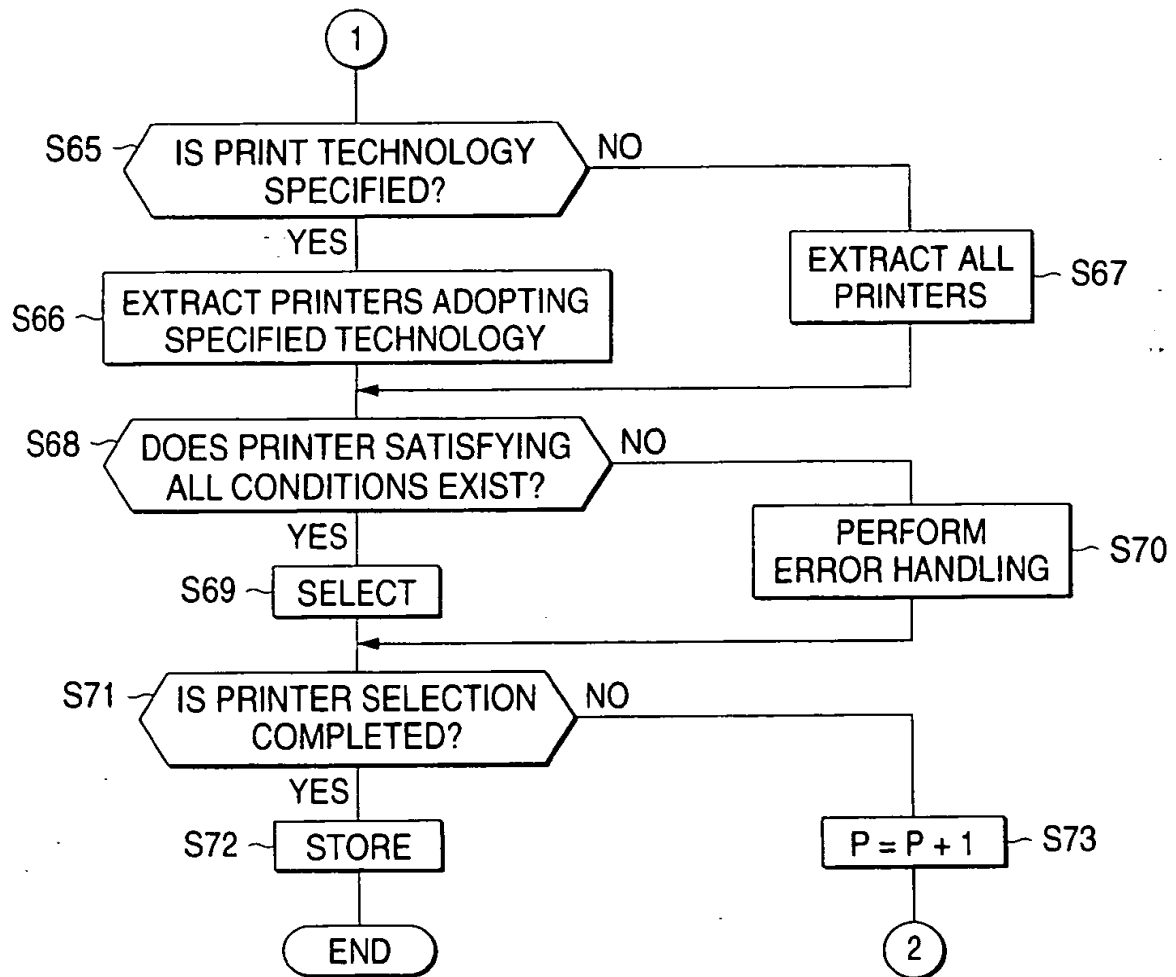 1
S65
IS PRINT TECHNOLOGY
SPECIFIED?
NO
YES
S66
EXTRACT PRINTERS ADOPTING
SPECIFIED TECHNOLOGY
EXTRACT ALL
PRINTERS
S67
S68
DOES PRINTER SATISFYING
ALL CONDITIONS EXIST?
NO
YES
S69
SELECT
PERFORM
ERROR HANDLING
S70
S71
IS PRINTER SELECTION
COMPLETED?
NO
YES
S72
STORE
P = P + 1
S73
END
2